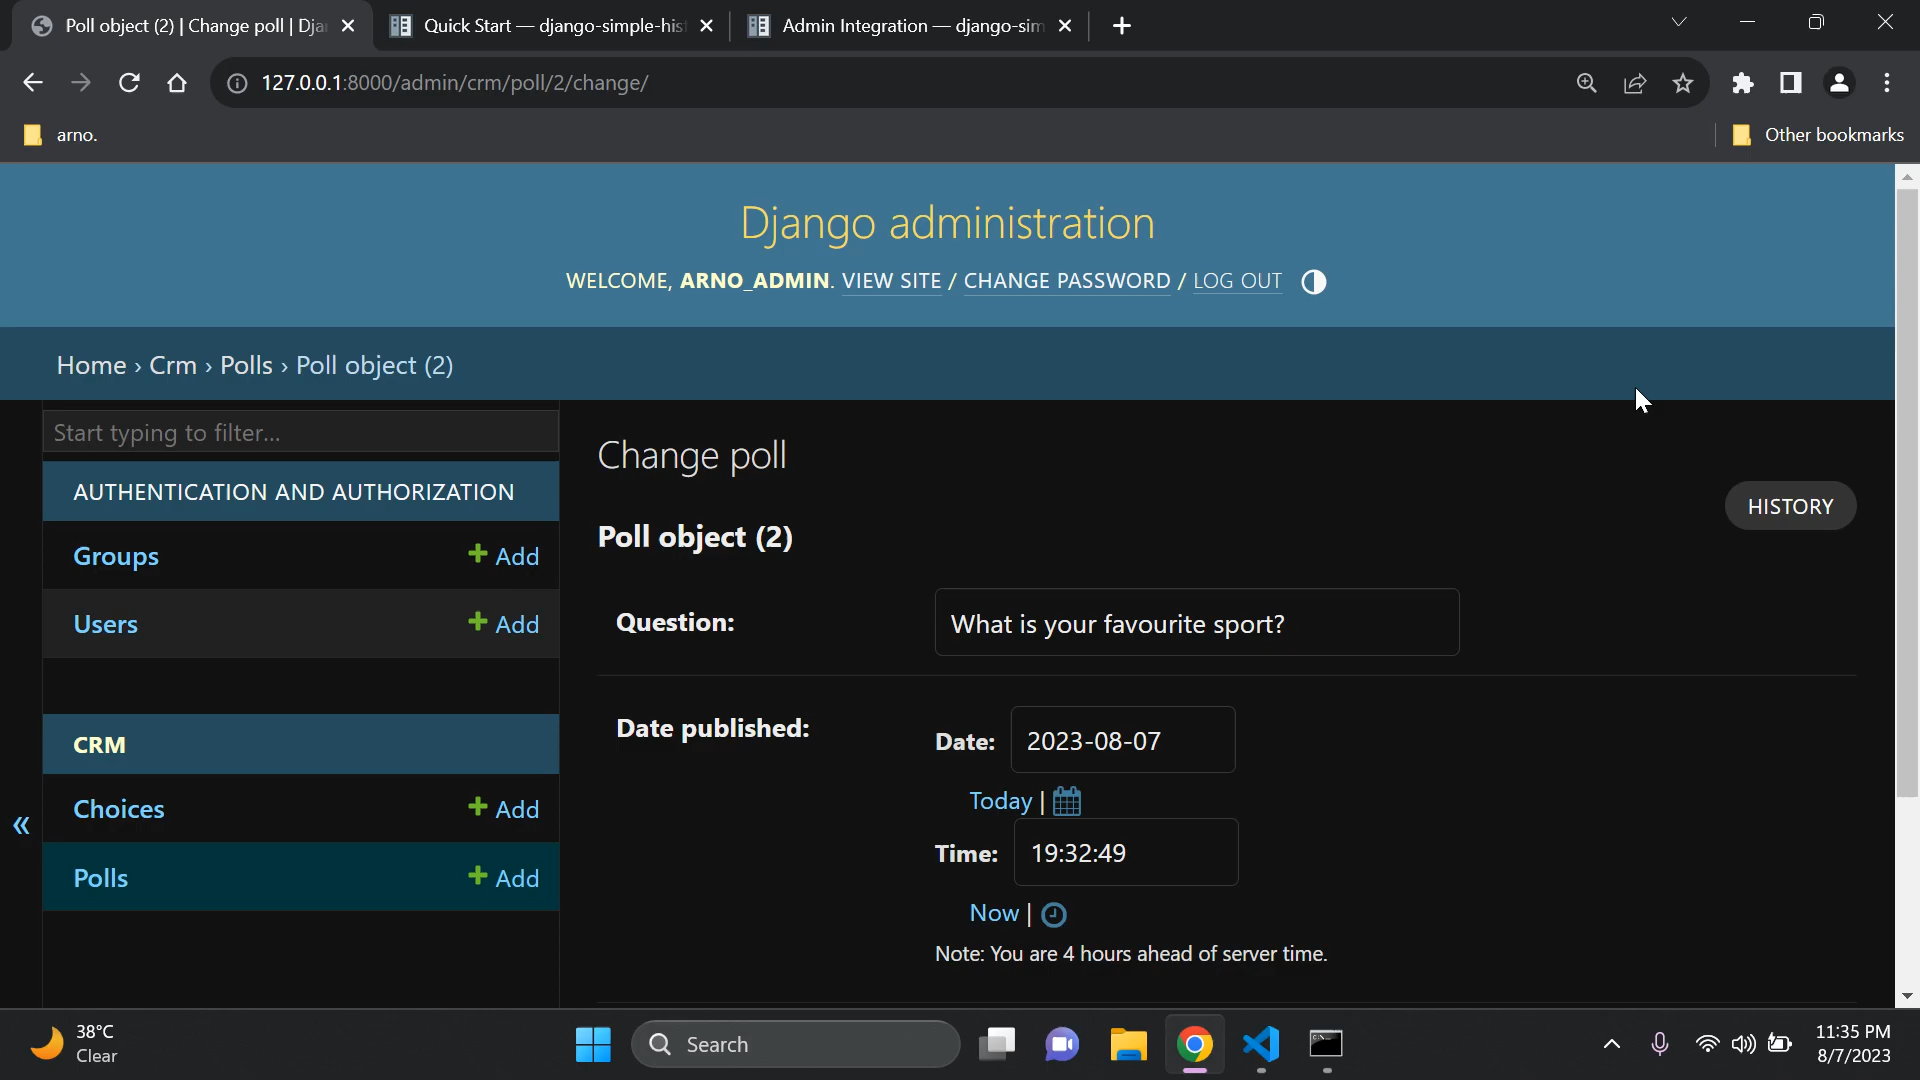 Poll object (2) | Change poll | Dja
Quick Start — django-simple-his
Admin Integration — django-sim
127.0.0.1:8000/admin/crm/poll/2/change/
arno.
Other bookmarks
Django administration
WELCOME, ARNO_ADMIN. VIEW SITE / CHANGE PASSWORD / LOG OUT
Home › Crm › Polls › Poll object (2)
Start typing to filter...
AUTHENTICATION AND AUTHORIZATION
Groups + Add
Users + Add
CRM
Choices + Add
Polls + Add
«
Change poll
HISTORY
Poll object (2)
Question: What is your favourite sport?
Date published:
Date: 2023-08-07
Today |
Time: 19:32:49
Now |
Note: You are 4 hours ahead of server time.
38°C
Clear
Search
11:35 PM
8/7/2023